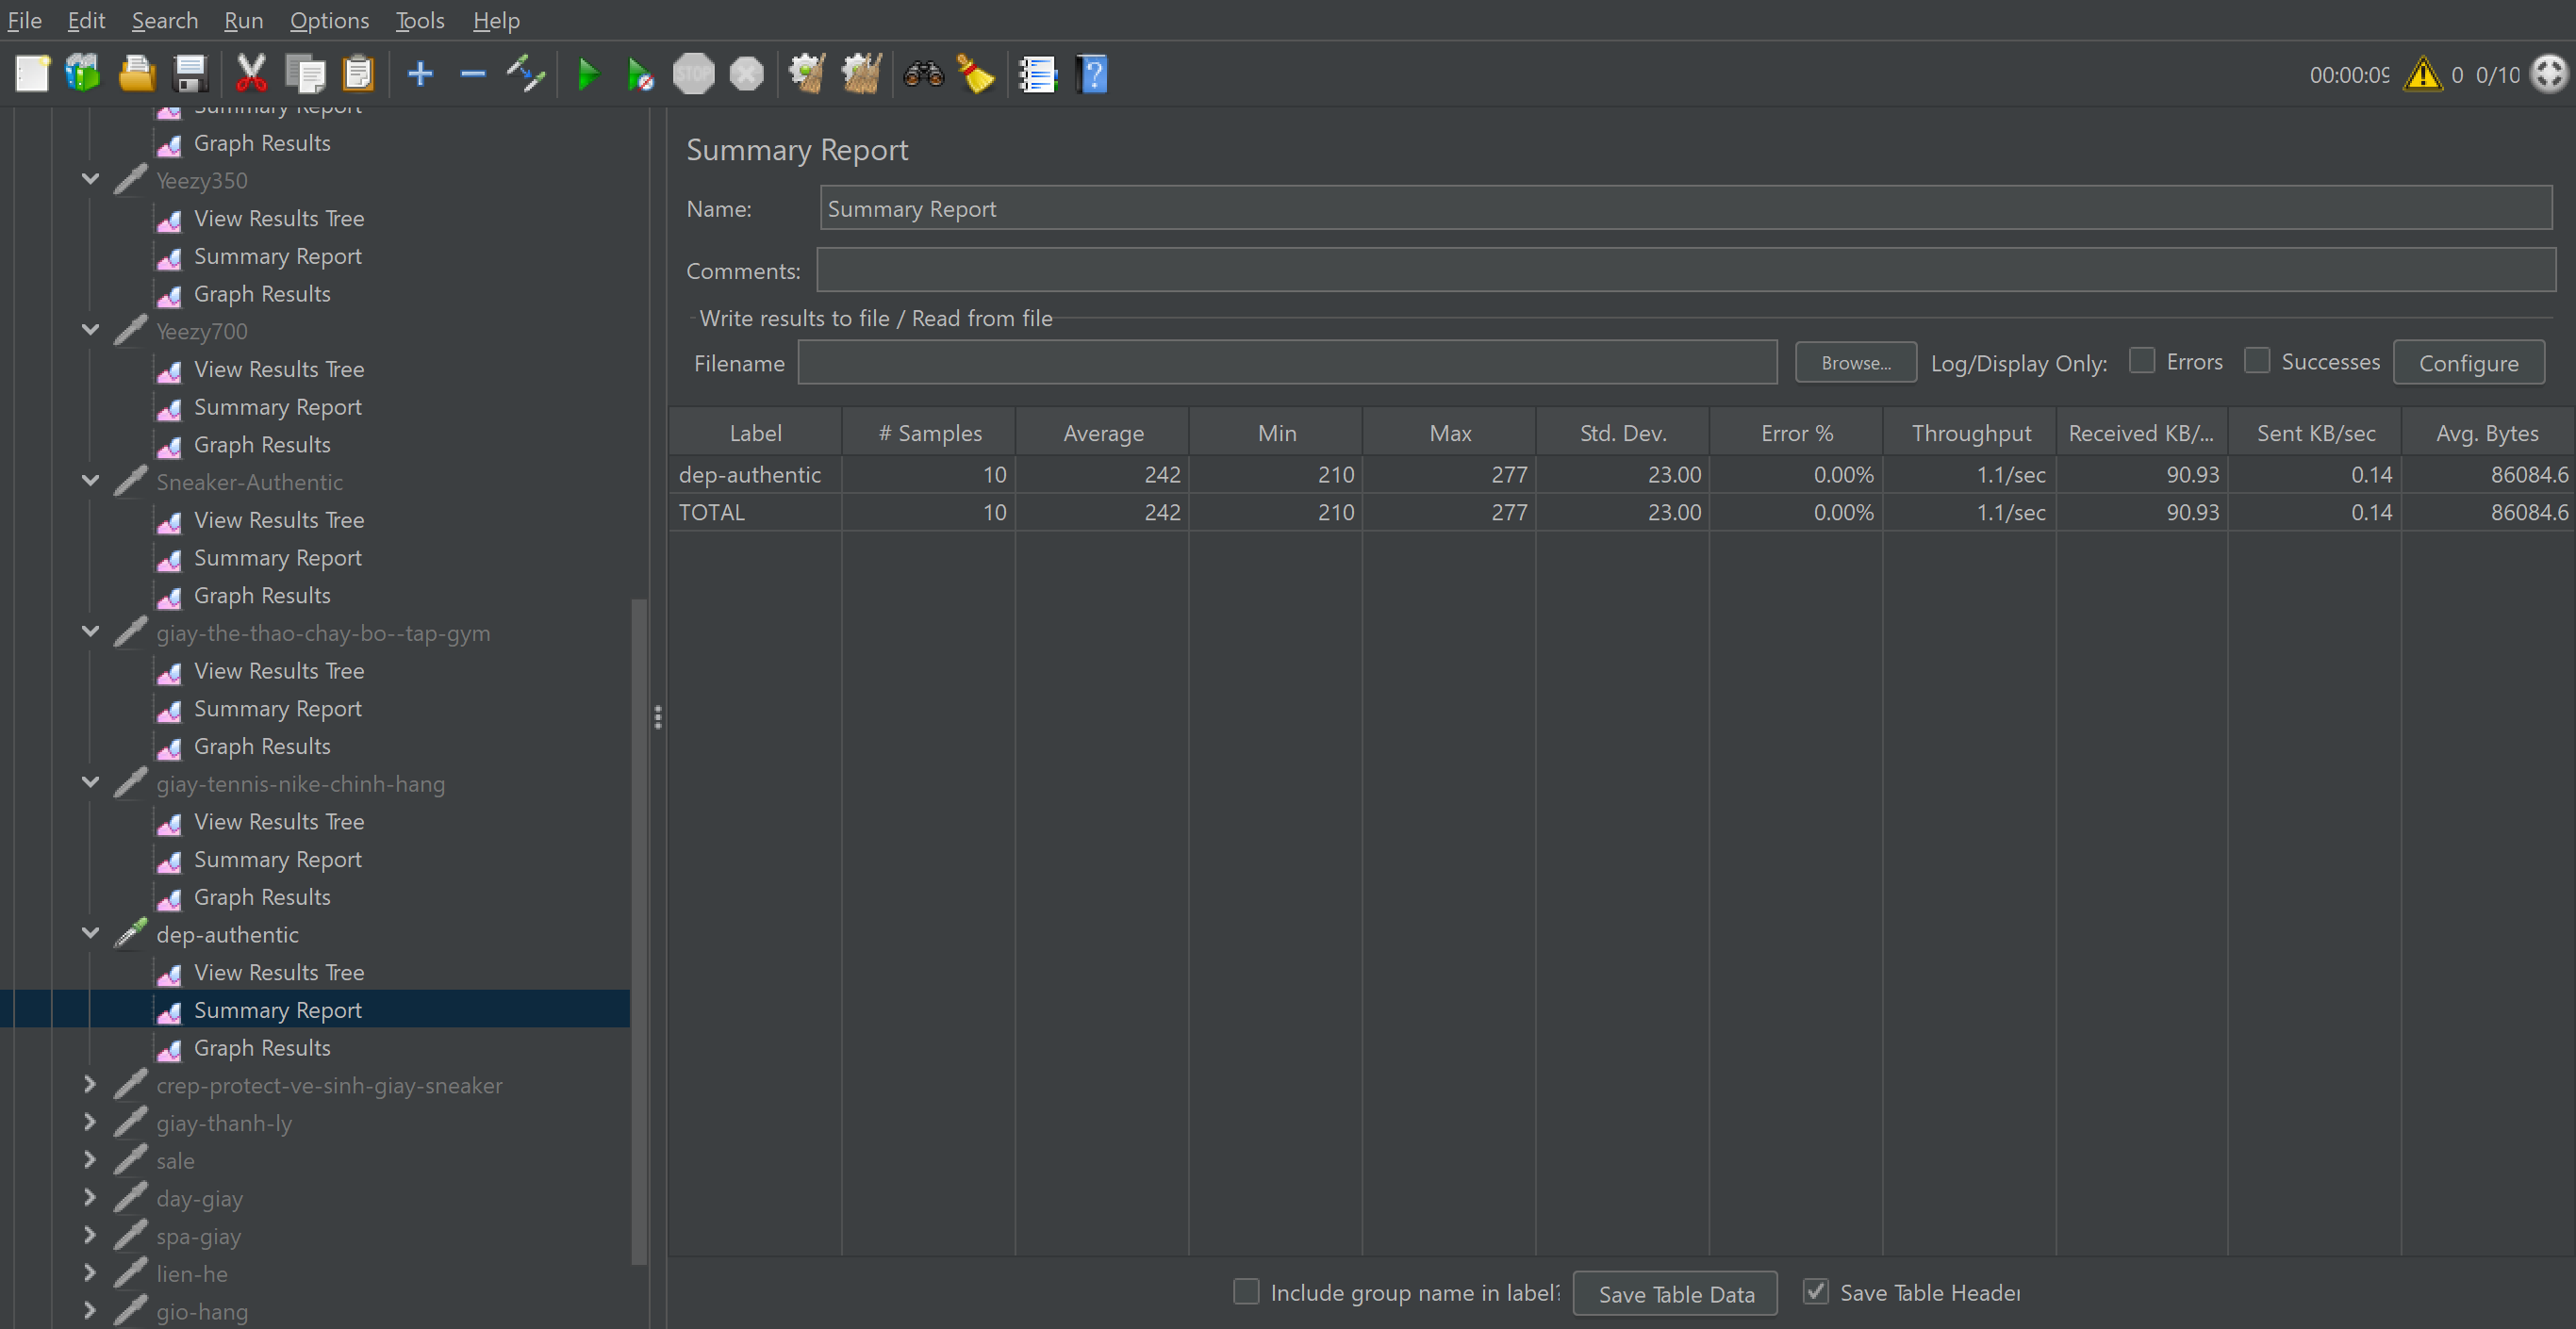 File Edit Search Run Options Tools Help
STOP
00:00:09 0 0/10
Summary Report
Graph Results
Yeezy350
View Results Tree
Summary Report
Graph Results
Yeezy700
View Results Tree
Summary Report
Graph Results
Sneaker-Authentic
View Results Tree
Summary Report
Graph Results
giay-the-thao-chay-bo--tap-gym
View Results Tree
Summary Report
Graph Results
giay-tennis-nike-chinh-hang
View Results Tree
Summary Report
Graph Results
dep-authentic
View Results Tree
Summary Report
Graph Results
crep-protect-ve-sinh-giay-sneaker
giay-thanh-ly
sale
day-giay
spa-giay
lien-he
gio-hang
Summary Report
Name: Summary Report
Comments:
Write results to file / Read from file
Filename Browse... Log/Display Only: Errors Successes Configure
Label # Samples Average Min Max Std. Dev. Error % Throughput Received KB/... Sent KB/sec Avg. Bytes
dep-authentic 10 242 210 277 23.00 0.00% 1.1/sec 90.93 0.14 86084.6
TOTAL 10 242 210 277 23.00 0.00% 1.1/sec 90.93 0.14 86084.6
Include group name in label? Save Table Data Save Table Header